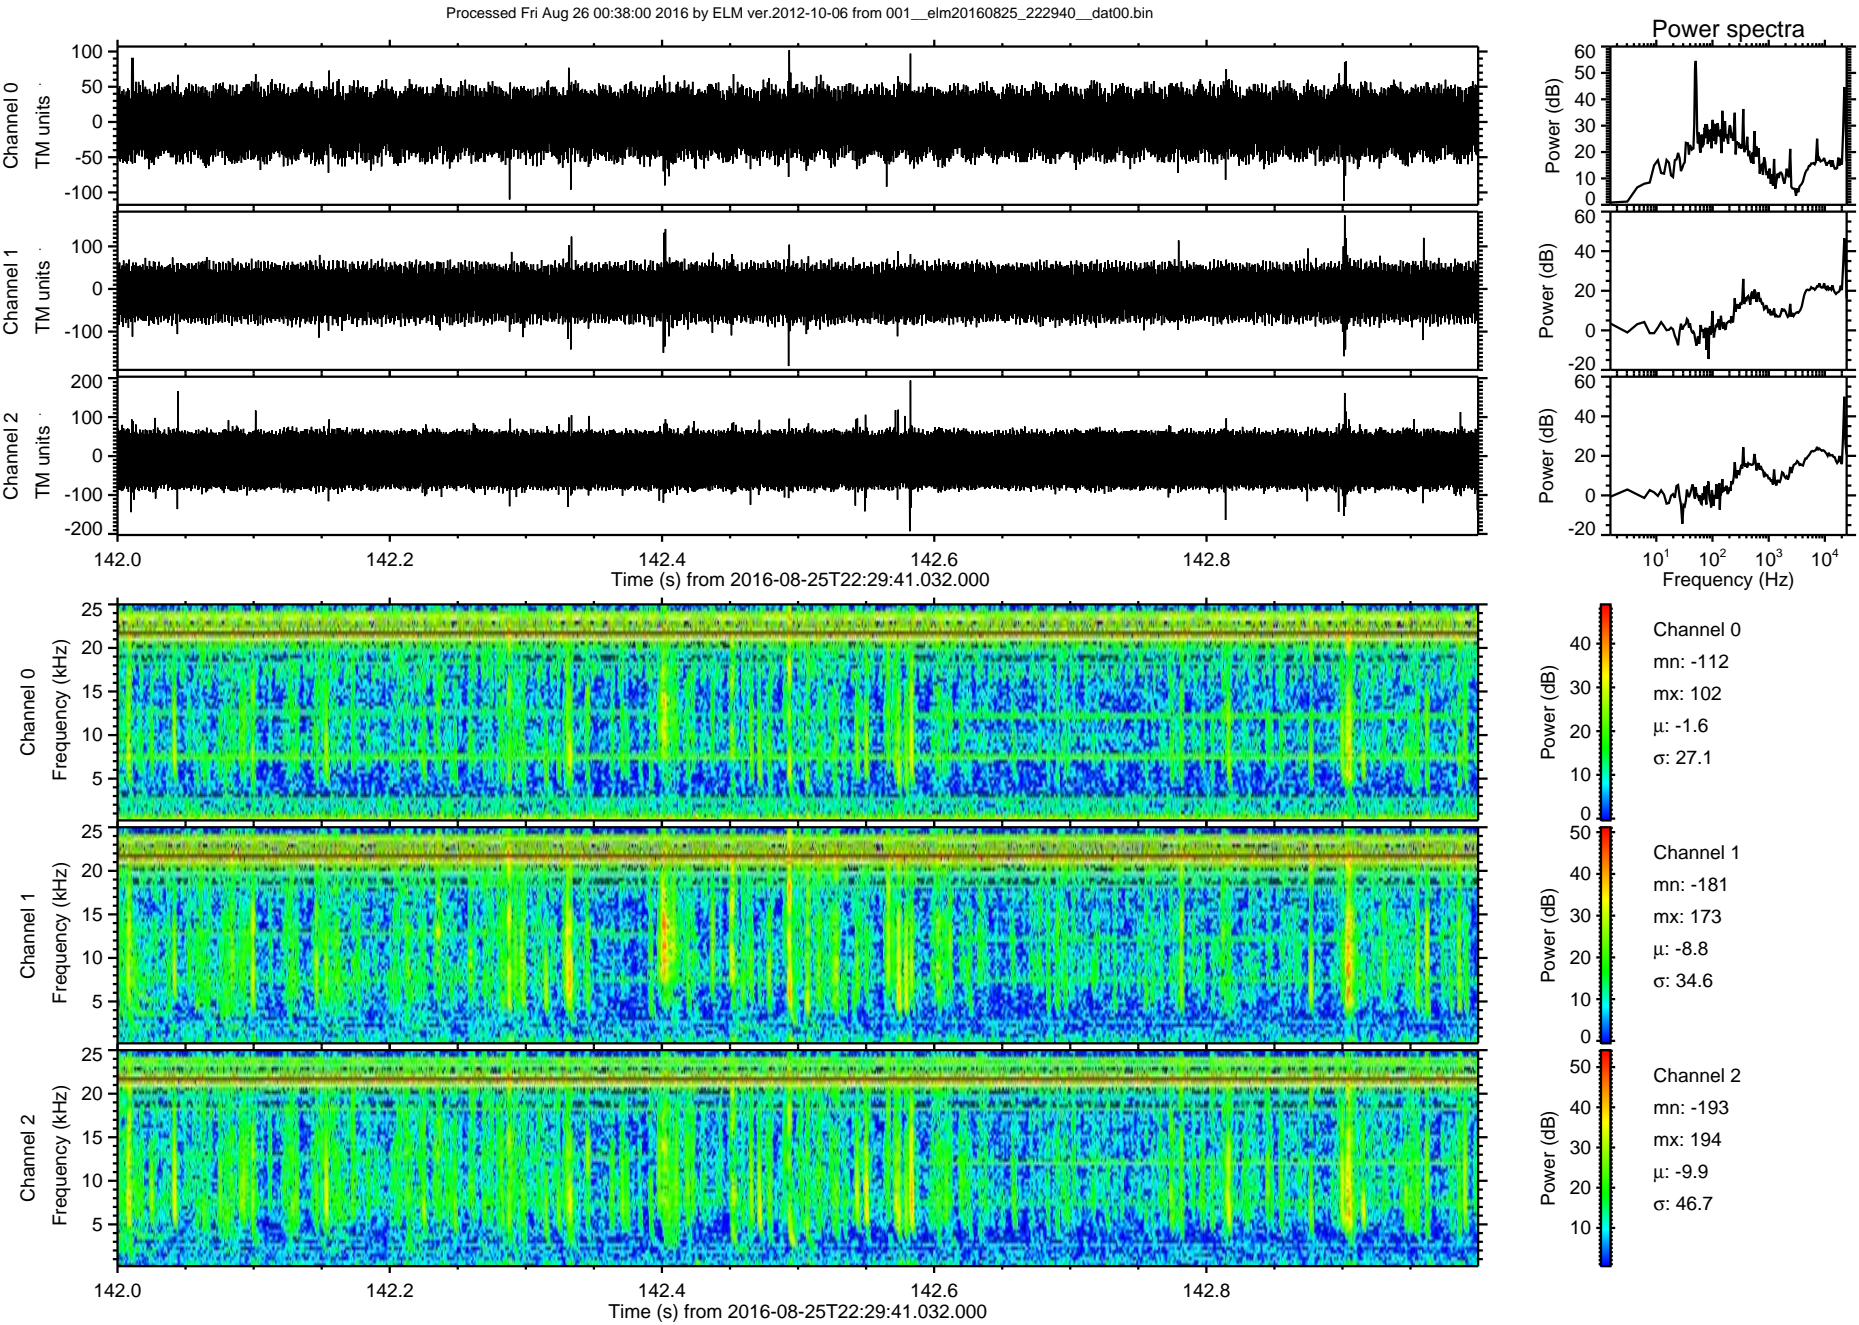 Processed Fri Aug 26 00:38:00 2016 by ELM ver.2012-10-06 from 001__elm20160825_222940__dat00.bin
Power spectra
Channel 0
TM units
100
50
0
-50
-100
Power (dB)
60
50
40
30
20
10
0
Channel 1
TM units
100
0
-100
Power (dB)
60
40
20
0
-20
Channel 2
TM units
200
100
0
-100
-200
Power (dB)
60
40
20
0
-20
142.0 142.2 142.4 142.6 142.8
Time (s) from 2016-08-25T22:29:41.032.000
10^1 10^2 10^3 10^4
Frequency (Hz)
Channel 0
Frequency (kHz)
25
20
15
10
5
Power (dB)
40
30
20
10
0
Channel 0
mn: -112
mx: 102
μ: -1.6
σ: 27.1
Channel 1
Frequency (kHz)
25
20
15
10
5
Power (dB)
50
40
30
20
10
0
Channel 1
mn: -181
mx: 173
μ: -8.8
σ: 34.6
Channel 2
Frequency (kHz)
25
20
15
10
5
Power (dB)
50
40
30
20
10
Channel 2
mn: -193
mx: 194
μ: -9.9
σ: 46.7
142.0 142.2 142.4 142.6 142.8
Time (s) from 2016-08-25T22:29:41.032.000